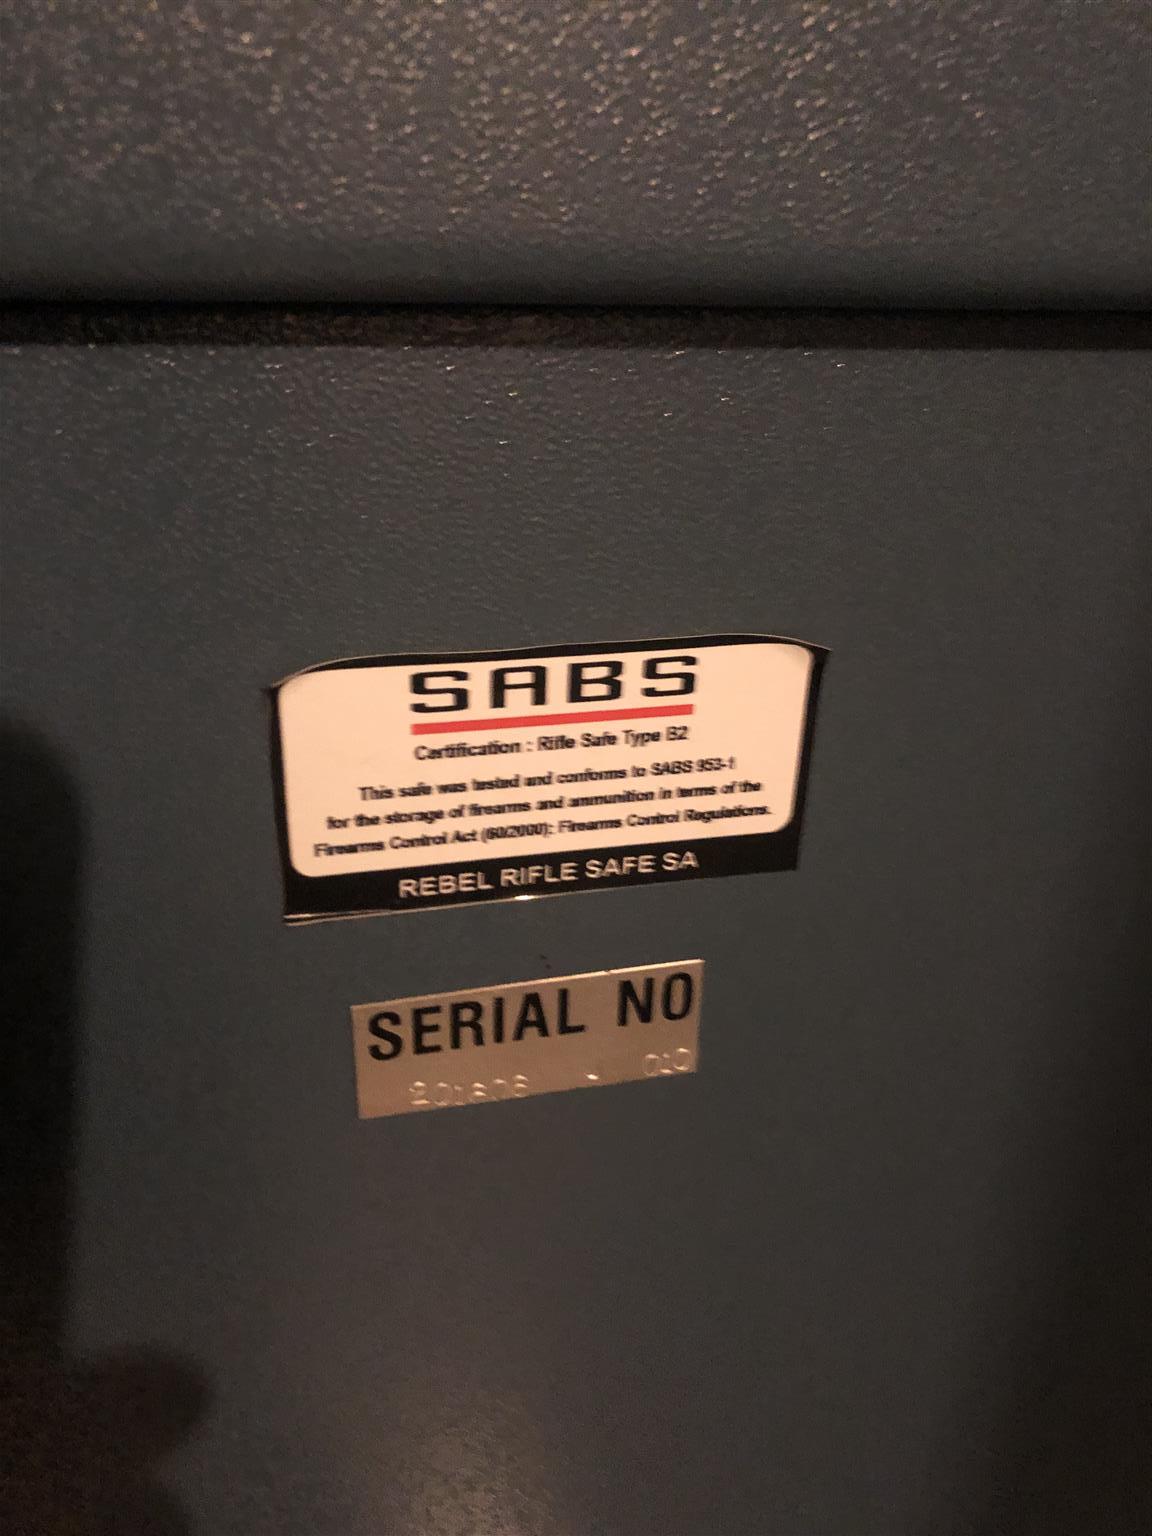 SABS
Certification : Rifle Safe Type B2
This safe was tested and conforms to SABS 953-1
for the storage of firearms and ammunition in terms of the
Firearms Control Act (60/2000): Firearms Control Regulations.
REBEL RIFLE SAFE SA
SERIAL NO
010